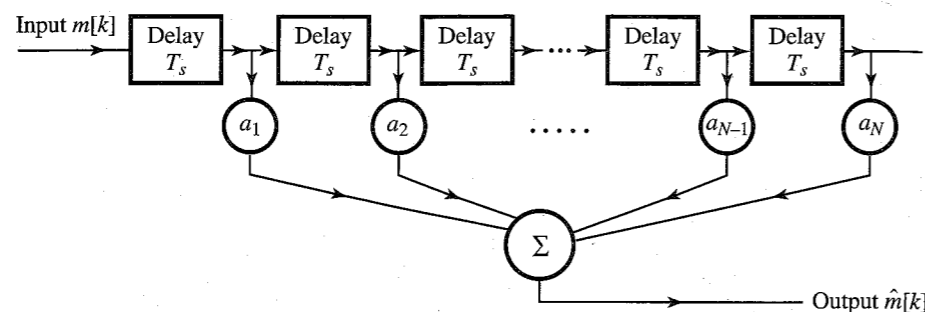 Input m[k]
Delay T_s
Delay T_s
Delay T_s
...
Delay T_s
Delay T_s
a_1
a_2
.....
a_{N-1}
a_N
Σ
Output m̂[k]